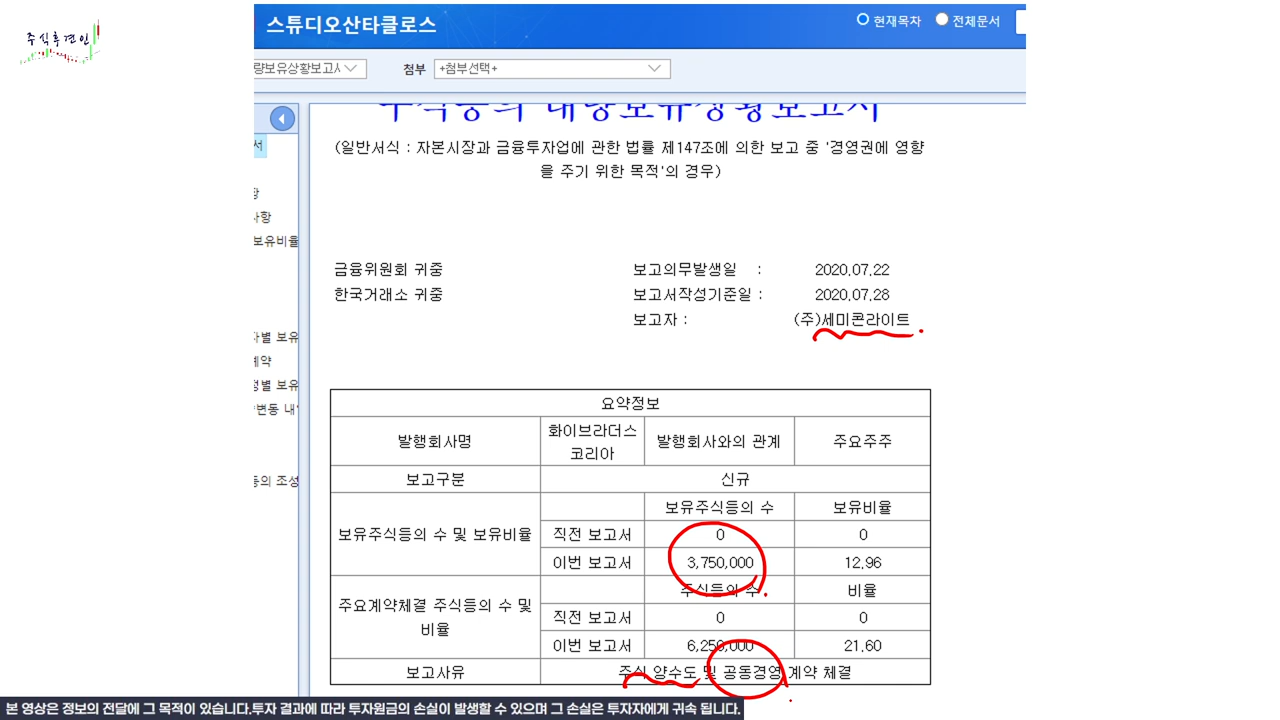 주식후견인
스튜디오산타클로스
현재목차 전체문서
량보유상황보고서 첨부 +첨부선택+
주식등의 대량보유상황보고서
서
(일반서식 : 자본시장과 금융투자업에 관한 법률 제147조에 의한 보고 중 '경영권에 영향
을 주기 위한 목적'의 경우)
사항
보유비율
금융위원회 귀중 보고의무발생일 : 2020.07.22
한국거래소 귀중 보고서작성기준일 : 2020.07.28
보고자 : (주)세미콘라이트
자별 보유
계약
정별 보유
변동 내
등의 조성
요약정보
발행회사명 화이브라더스 발행회사와의 관계 주요주주
코리아
보고구분 신규
보유주식등의 수 보유비율
보유주식등의 수 및 보유비율 직전 보고서 0 0
이번 보고서 3,750,000 12.96
주식등의 수 비율
주요계약체결 주식등의 수 및
비율
직전 보고서 0 0
이번 보고서 6,250,000 21.60
보고사유 주식 양수도 및 공동경영 계약 체결
본 영상은 정보의 전달에 그 목적이 있습니다.투자 결과에 따라 투자원금의 손실이 발생할 수 있으며 그 손실은 투자자에게 귀속 됩니다.